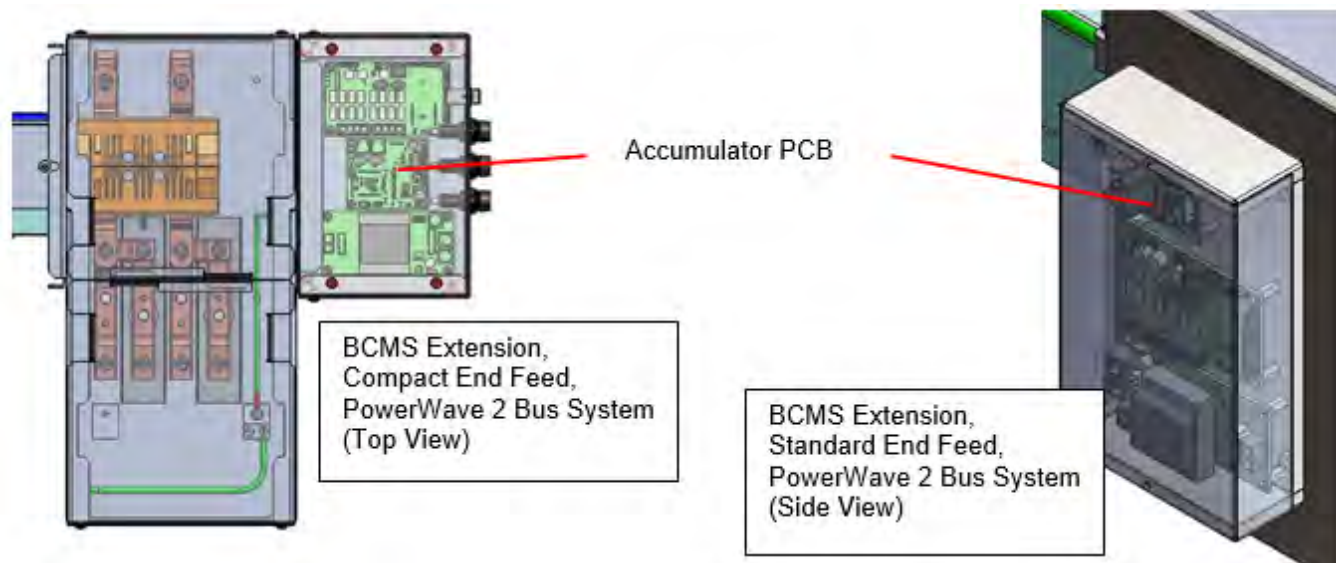 Accumulator PCB
BCMS Extension,
Compact End Feed,
PowerWave 2 Bus System
(Top View)
BCMS Extension,
Standard End Feed,
PowerWave 2 Bus System
(Side View)